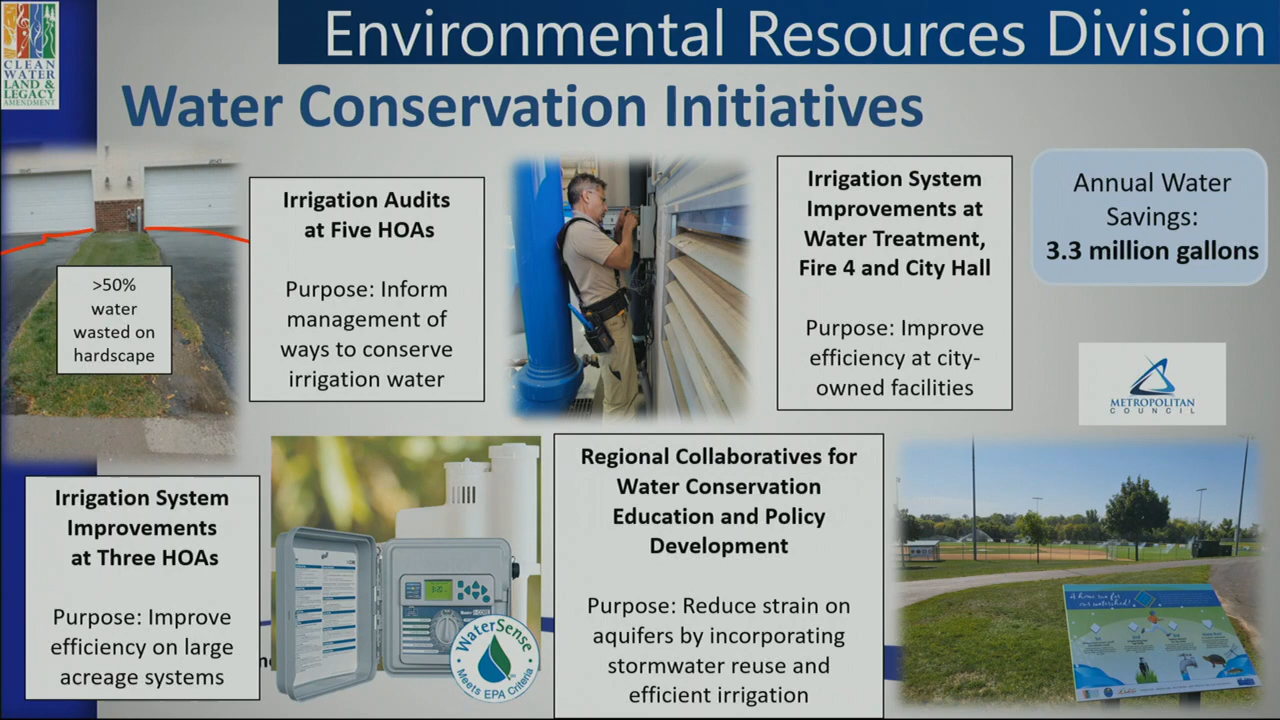 Environmental Resources Division
CLEAN
WATER
LAND &
LEGACY
AMENDMENT
Water Conservation Initiatives
>50%
water
wasted on
hardscape
Irrigation Audits
at Five HOAs
Purpose: Inform
management of
ways to conserve
irrigation water
Irrigation System
Improvements at
Water Treatment,
Fire 4 and City Hall
Purpose: Improve
efficiency at city-
owned facilities
Annual Water
Savings:
3.3 million gallons
METROPOLITAN
COUNCIL
Irrigation System
Improvements
at Three HOAs
Purpose: Improve
efficiency on large
acreage systems
WaterSense
Meets EPA Criteria
Regional Collaboratives for
Water Conservation
Education and Policy
Development
Purpose: Reduce strain on
aquifers by incorporating
stormwater reuse and
efficient irrigation
A home run for
our watershed!